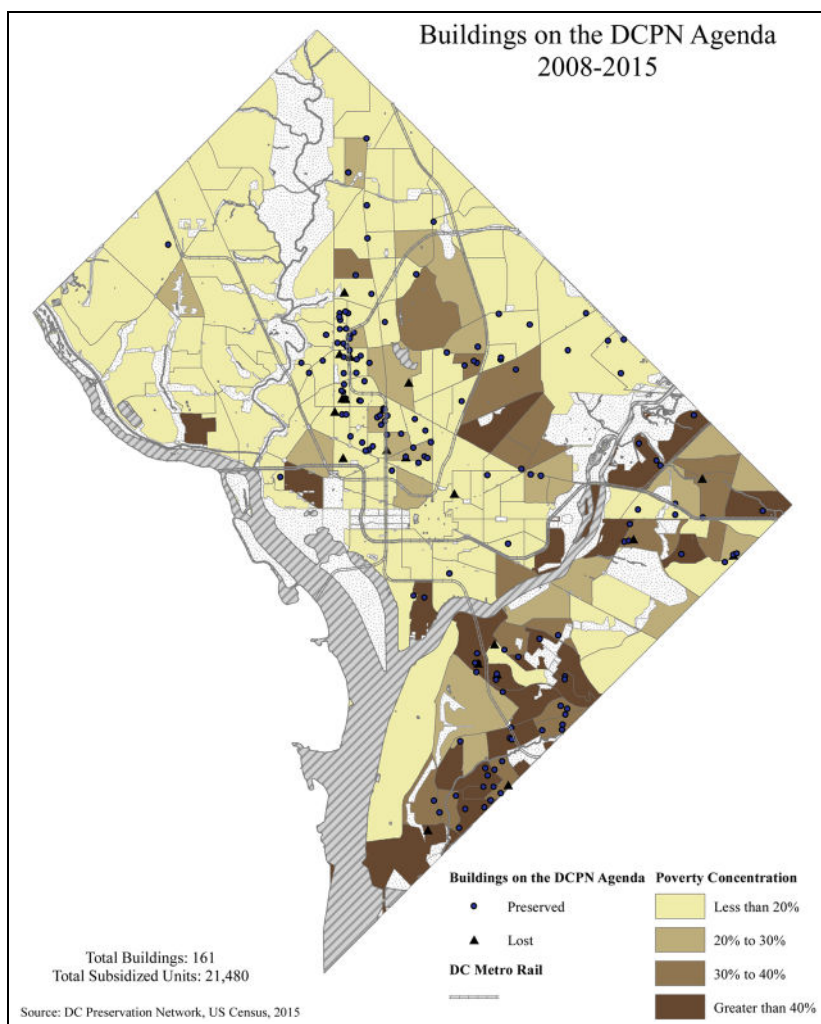 Buildings on the DCPN Agenda
2008-2015
Buildings on the DCPN Agenda
Preserved
Lost
DC Metro Rail
Poverty Concentration
Less than 20%
20% to 30%
30% to 40%
Greater than 40%
Total Buildings: 161
Total Subsidized Units: 21,480
Source: DC Preservation Network, US Census, 2015